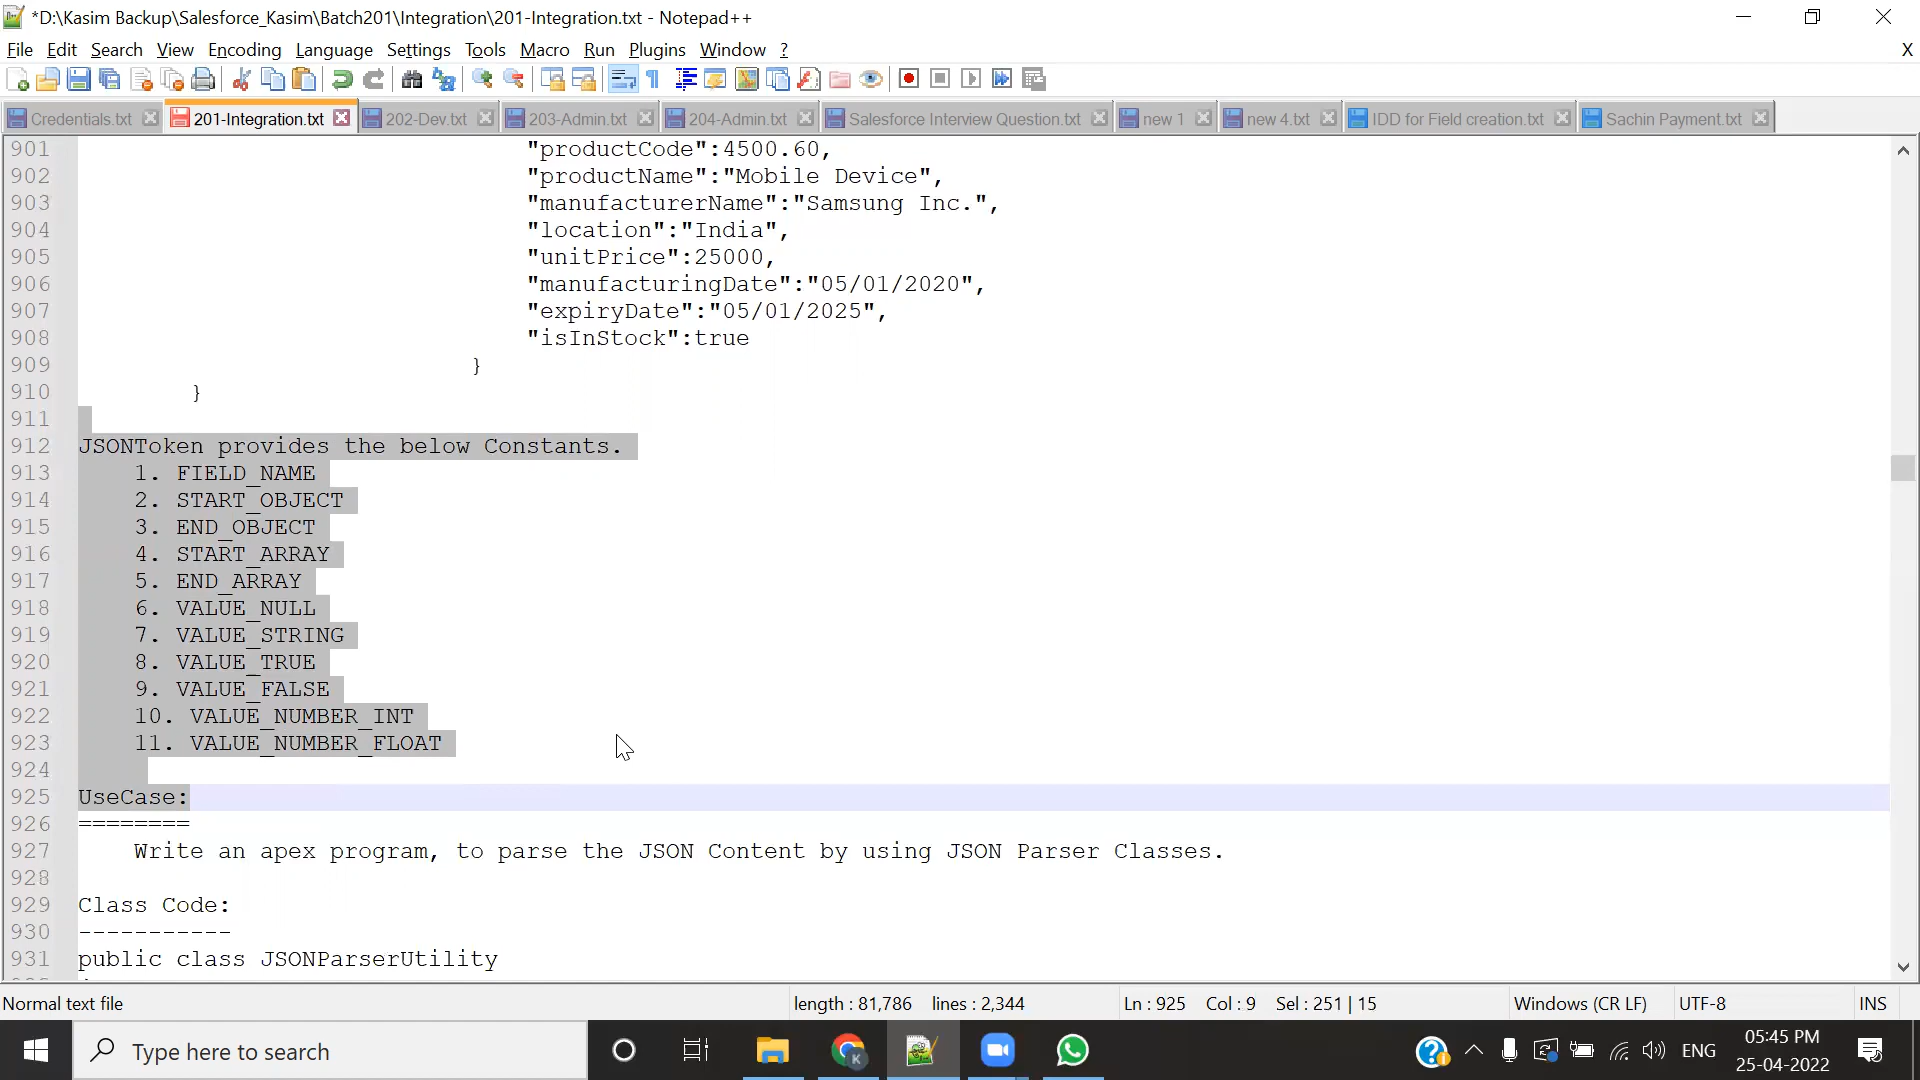 *D:\Kasim Backup\Salesforce_Kasim\Batch201\Integration\201-Integration.txt - Notepad++
File Edit Search View Encoding Language Settings Tools Macro Run Plugins Window ? X
Credentials.txt 201-Integration.txt 202-Dev.txt 203-Admin.txt 204-Admin.txt Salesforce Interview Question.txt new 1 new 4.txt IDD for Field creation.txt Sachin Payment.txt
901 "productCode":4500.60,
902 "productName":"Mobile Device",
903 "manufacturerName":"Samsung Inc.",
904 "location":"India",
905 "unitPrice":25000,
906 "manufacturingDate":"05/01/2020",
907 "expiryDate":"05/01/2025",
908 "isInStock":true
909 }
910 }
911
912 JSONToken provides the below Constants.
913 1. FIELD_NAME
914 2. START_OBJECT
915 3. END_OBJECT
916 4. START_ARRAY
917 5. END_ARRAY
918 6. VALUE_NULL
919 7. VALUE_STRING
920 8. VALUE_TRUE
921 9. VALUE_FALSE
922 10. VALUE_NUMBER_INT
923 11. VALUE_NUMBER_FLOAT
924
925 UseCase:
926 ========
927 Write an apex program, to parse the JSON Content by using JSON Parser Classes.
928
929 Class Code:
930 -----------
931 public class JSONParserUtility
Normal text file length : 81,786 lines : 2,344 Ln : 925 Col : 9 Sel : 251 | 15 Windows (CR LF) UTF-8 INS
Type here to search ENG 05:45 PM
25-04-2022